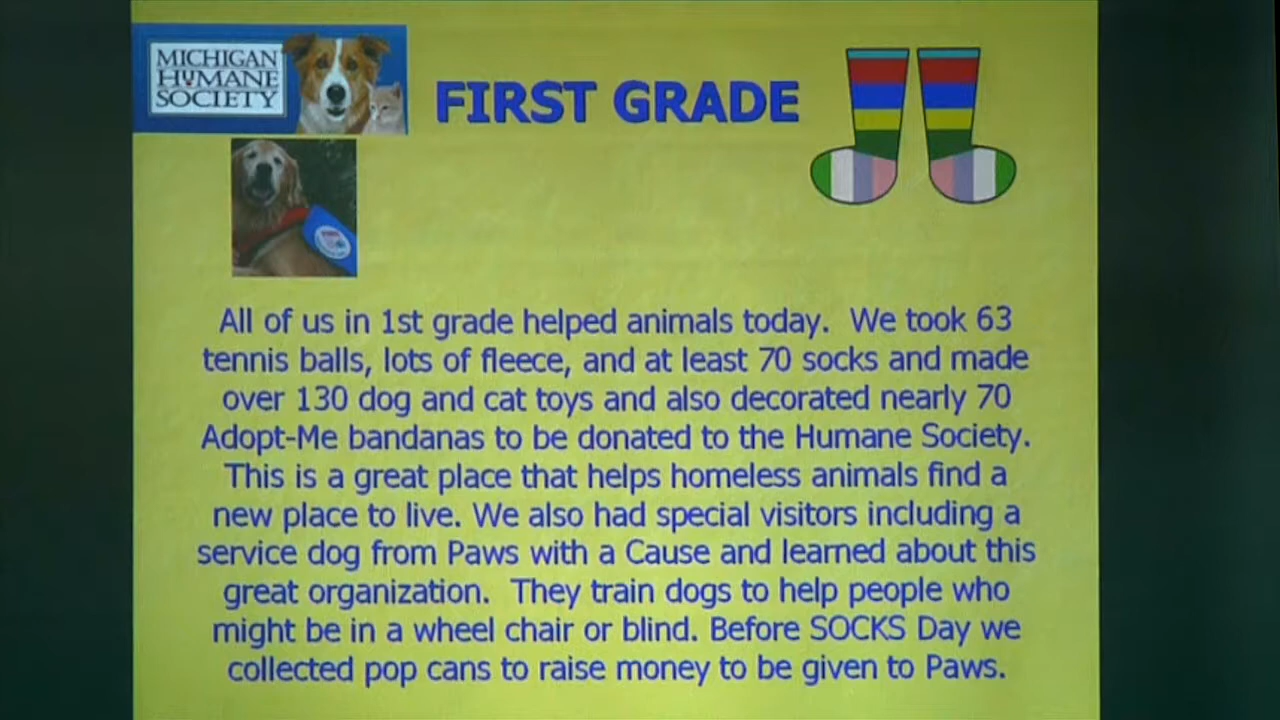 MICHIGAN
HUMANE
SOCIETY
FIRST GRADE
All of us in 1st grade helped animals today.  We took 63
tennis balls, lots of fleece, and at least 70 socks and made
over 130 dog and cat toys and also decorated nearly 70
Adopt-Me bandanas to be donated to the Humane Society.
This is a great place that helps homeless animals find a
new place to live. We also had special visitors including a
service dog from Paws with a Cause and learned about this
great organization.  They train dogs to help people who
might be in a wheel chair or blind. Before SOCKS Day we
collected pop cans to raise money to be given to Paws.